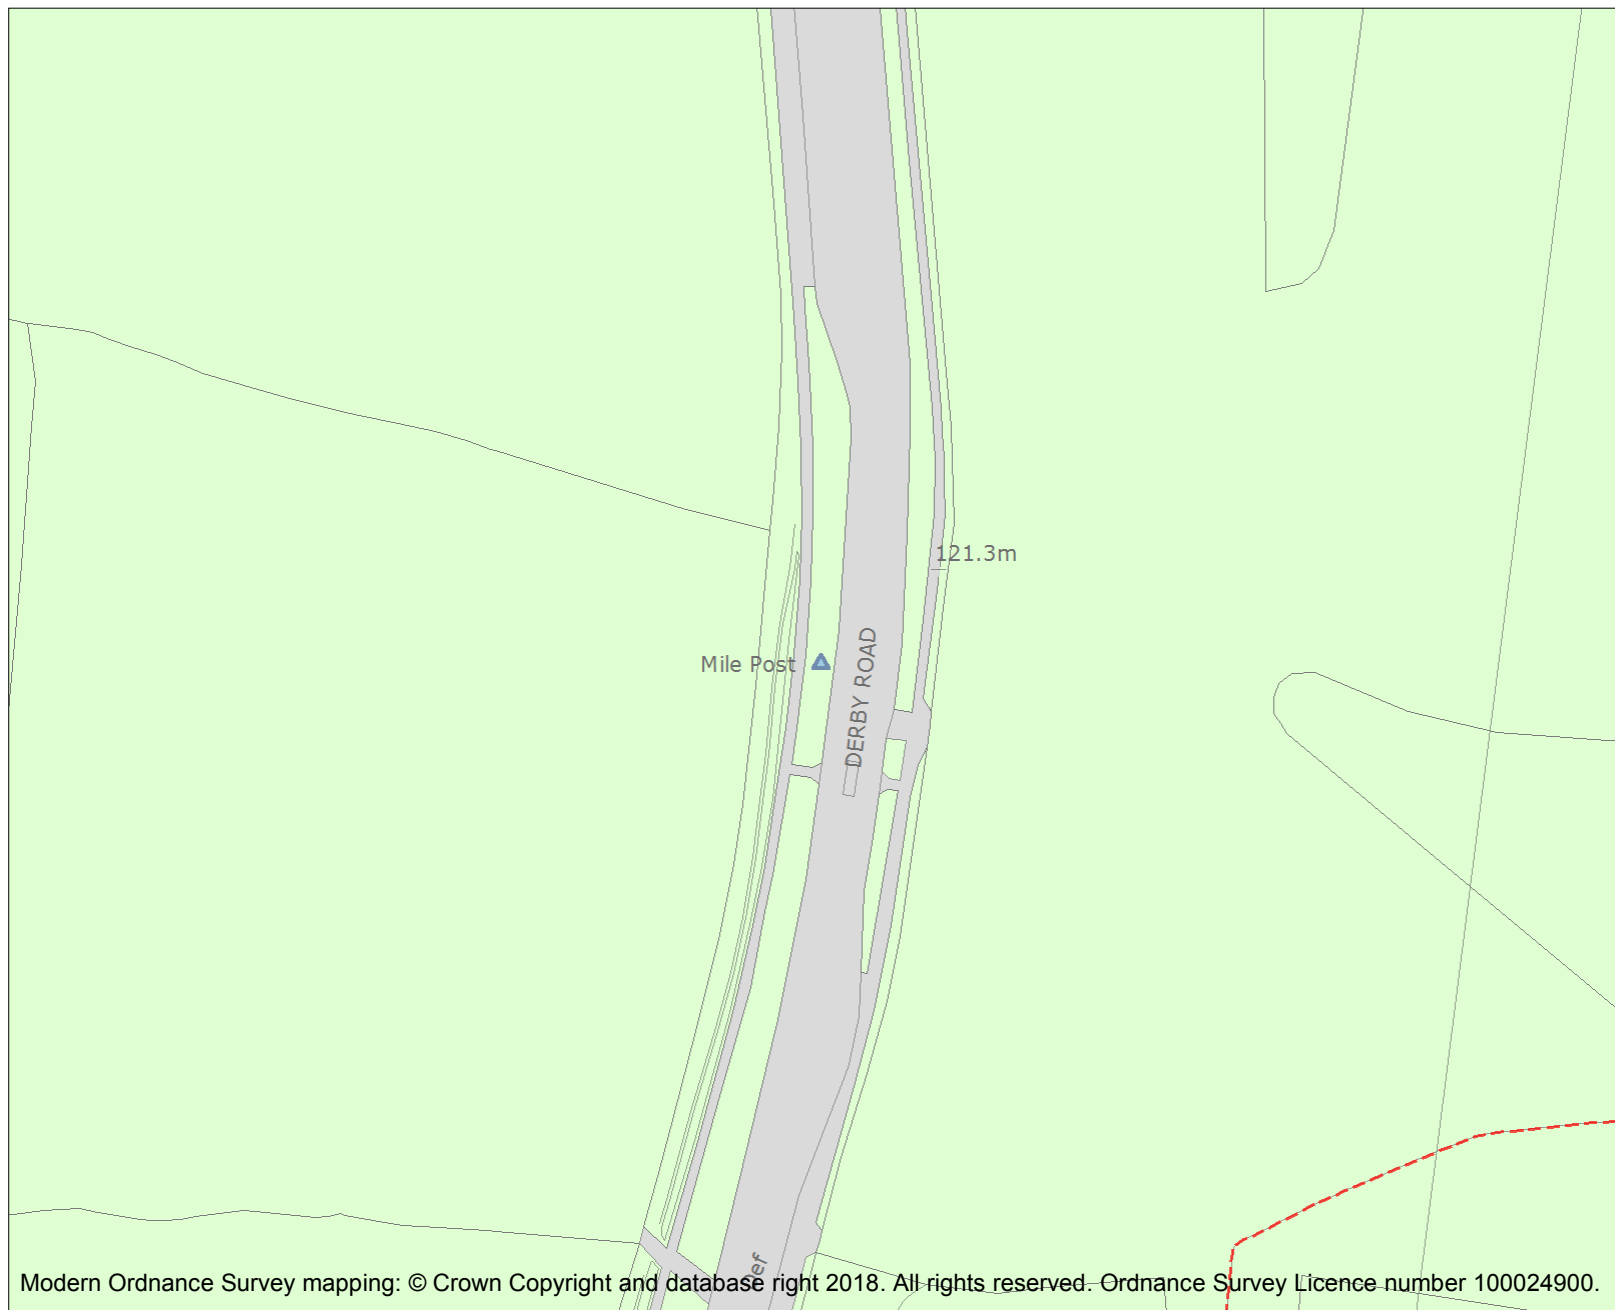 121.3m
Mile Post
DERBY ROAD
Def
Modern Ordnance Survey mapping: © Crown Copyright and database right 2018. All rights reserved. Ordnance Survey Licence number 100024900.